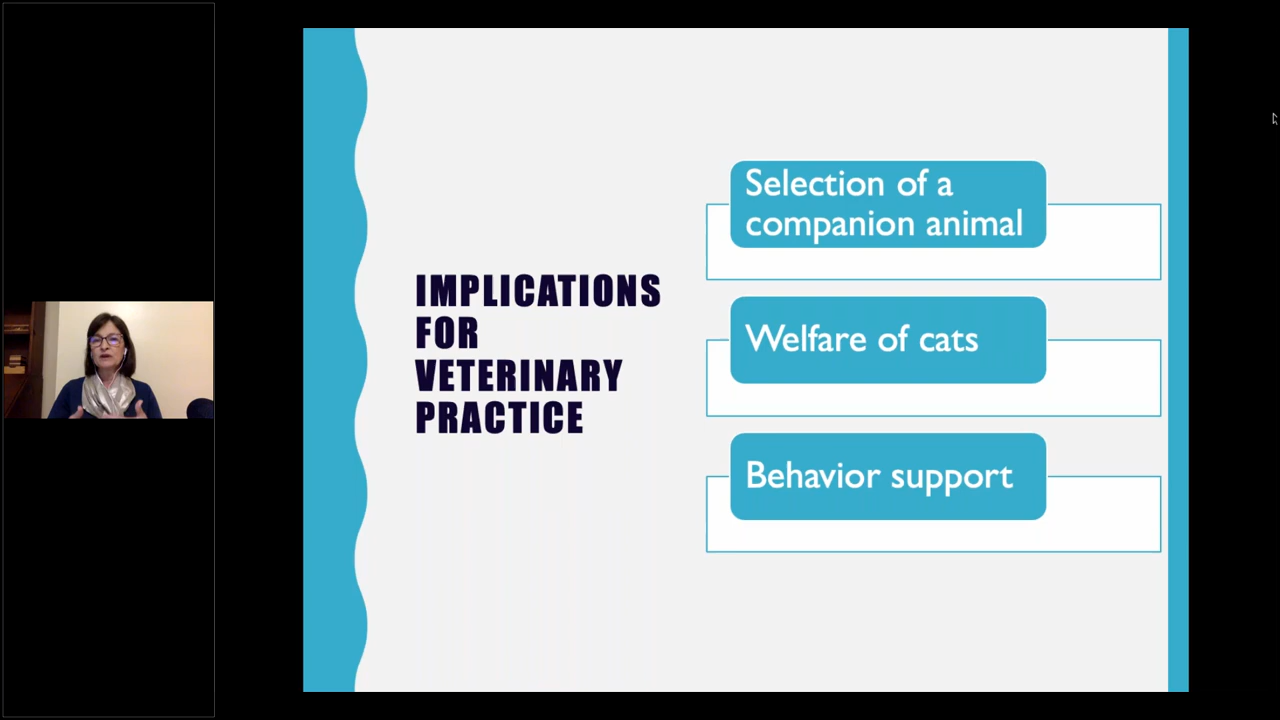 IMPLICATIONS
FOR
VETERINARY
PRACTICE
Selection of a
companion animal
Welfare of cats
Behavior support